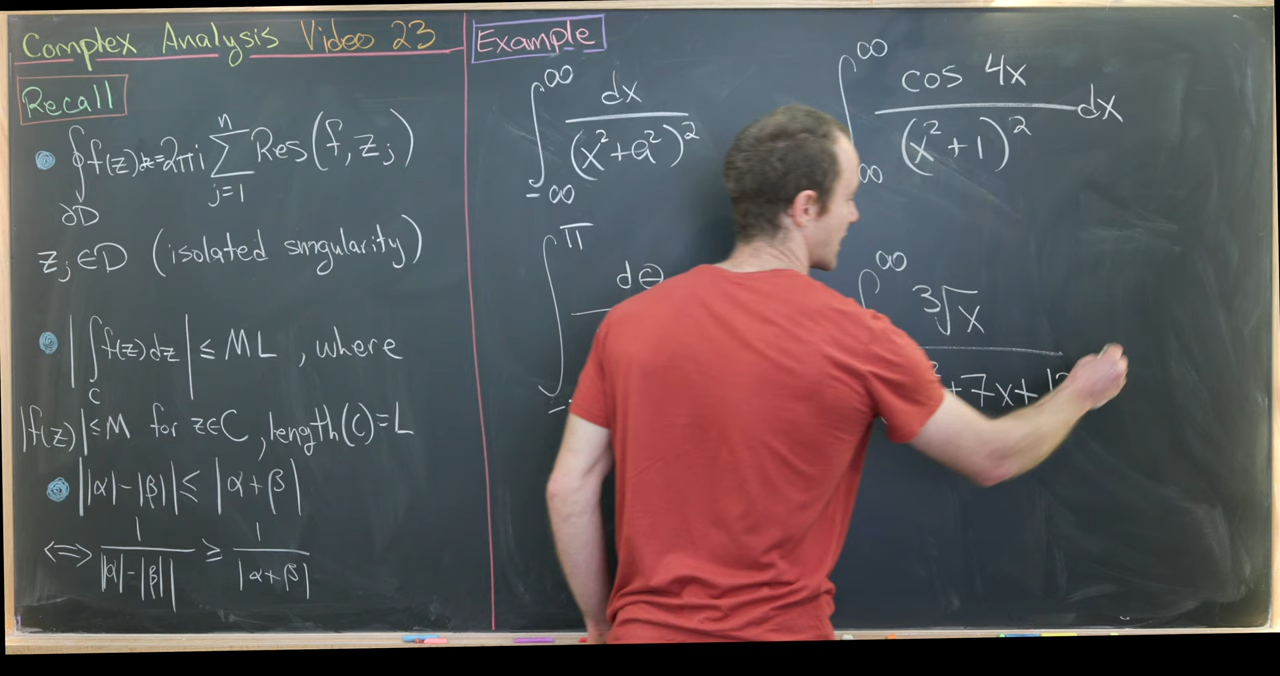 Complex Analysis Video 23
Recall
∮_∂D f(z)dz=2πi ∑_{j=1}^{n} Res(f, z_j)
z_j ∈ D (isolated singularity)
|∫_C f(z)dz| ≤ ML , where
|f(z)| ≤ M for z∈C, length(C)=L
||α|-|β|| ≤ |α+β|
<=> 1/||α|-|β|| ≥ 1/|α+β|
Example
∫_{-∞}^{∞} dx/(x²+a²)²
cos 4x/(x²+1)² dx
∞
∞
π
dθ
∞
∛x
+7x+